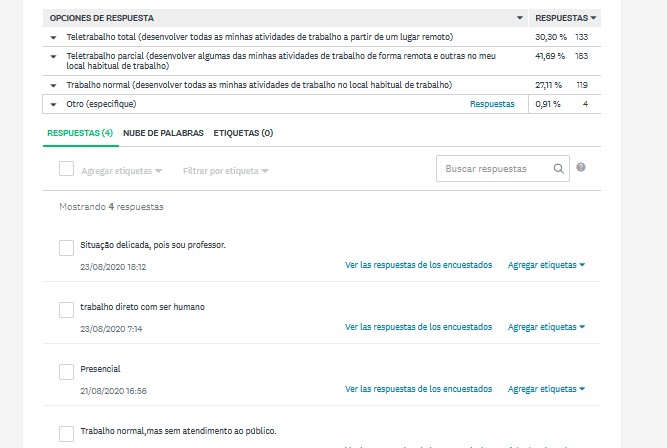 OPCIONES DE RESPUESTA RESPUESTAS
Teletrabalho total (desenvolver todas as minhas atividades de trabalho a partir de um lugar remoto) 30,30 % 133
Teletrabalho parcial (desenvolver algumas das minhas atividades de trabalho de forma remota e outras no meu 41,69 % 183
local habitual de trabalho)
Trabalho normal (desenvolver todas as minhas atividades de trabalho no local habitual de trabalho) 27,11 % 119
Otro (especifique) Respuestas 0,91 % 4
RESPUESTAS (4) NUBE DE PALABRAS ETIQUETAS (0)
Agregar etiquetas Filtrar por etiqueta Buscar respuestas ?
Mostrando 4 respuestas
Situação delicada, pois sou professor.
23/08/2020 18:12 Ver las respuestas de los encuestados Agregar etiquetas
trabalho direto com ser humano
23/08/2020 7:14 Ver las respuestas de los encuestados Agregar etiquetas
Presencial
21/08/2020 16:56 Ver las respuestas de los encuestados Agregar etiquetas
Trabalho normal,mas sem atendimento ao público.